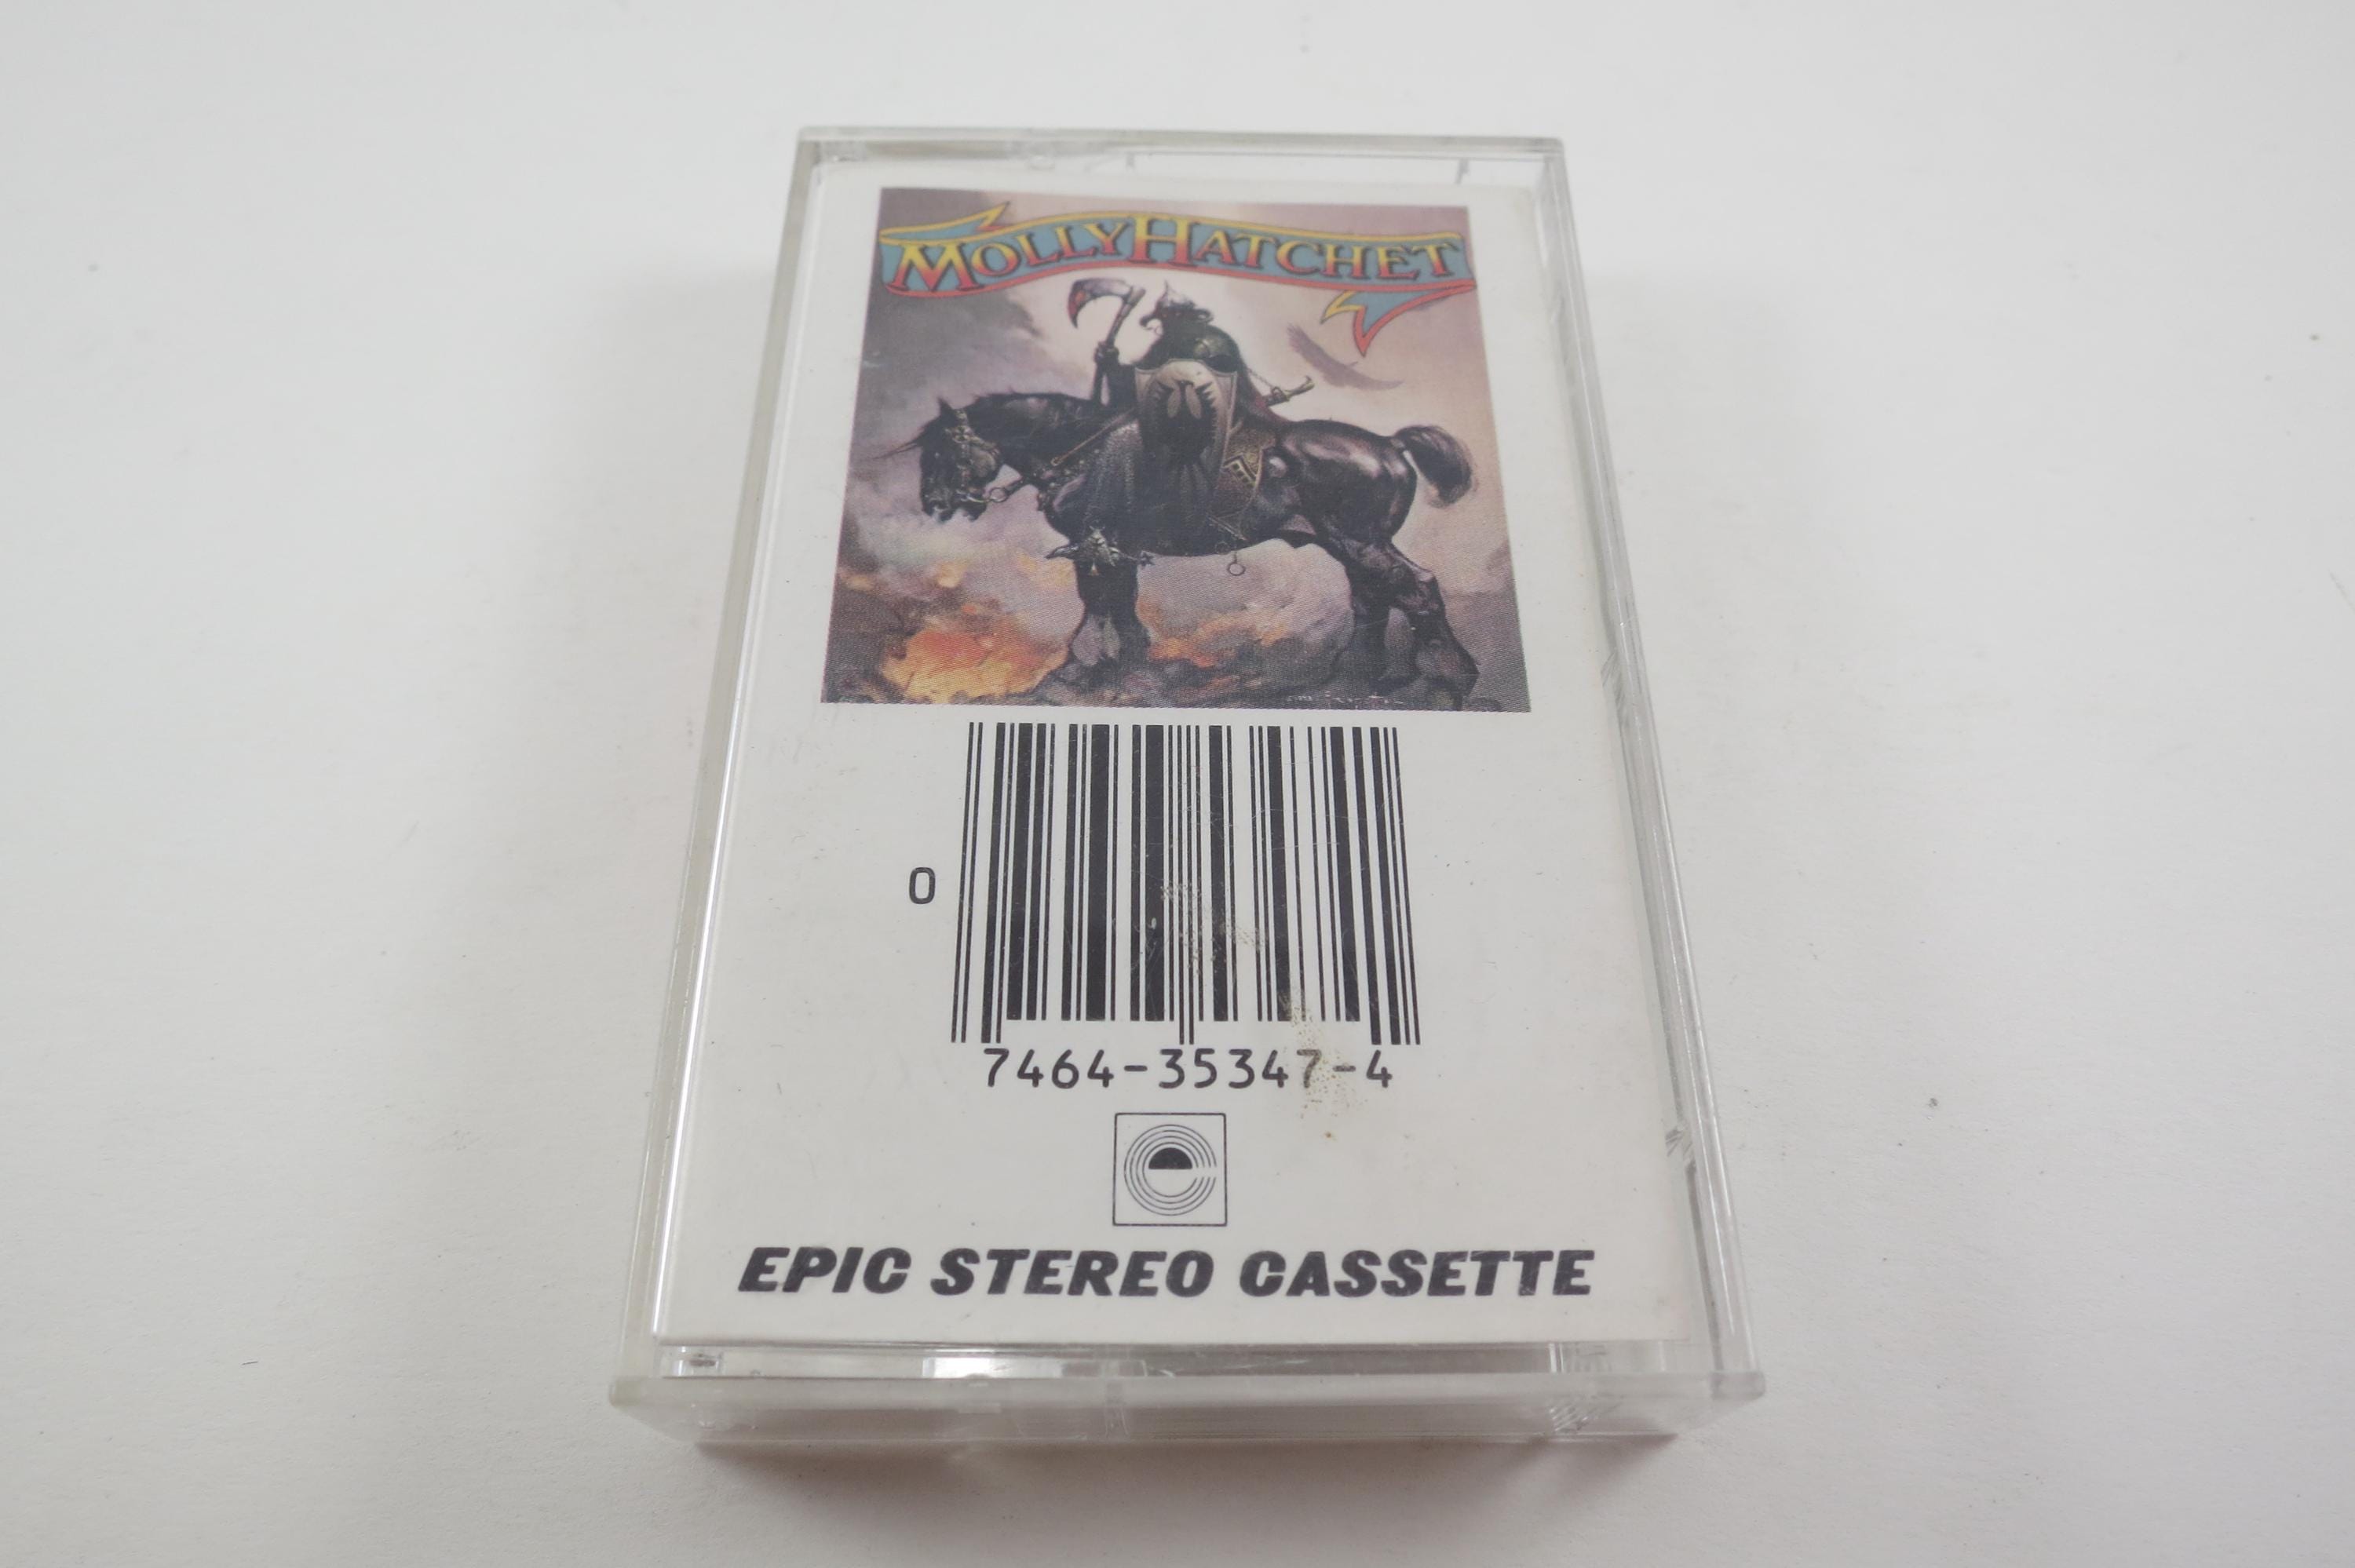 MOLLY HATCHET
0
7464-35347-4
e
EPIC STEREO CASSETTE